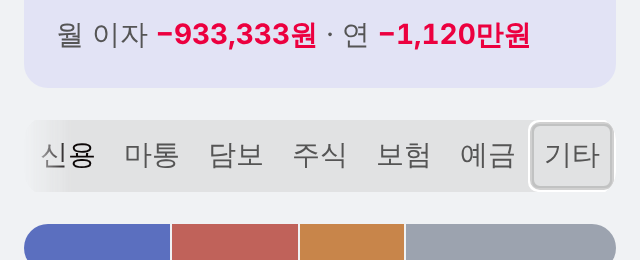 월 이자 −933,333원 · 연 −1,120만원
신용 마통 담보 주식 보험 예금 기타